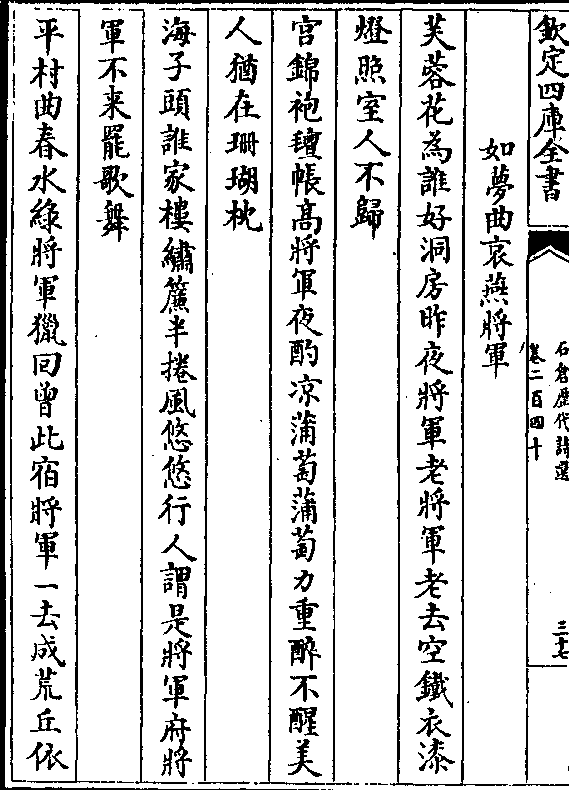 欽定四庫全書
石倉歷代詩選
卷二百四十
三十七
如夢曲哀燕將軍
芙蓉花為誰好洞房昨夜將軍老將軍老去空鐵衣漆
燈照室人不歸
宫錦袍氊帳高將軍夜酌凉蒲萄蒲萄力重醉不醒美
人猶在珊瑚枕
海子頭誰家樓繡簾半捲風悠悠行人謂是將軍府將
軍不来罷歌舞
平村曲春水綠將軍獵回曾此宿將軍一去成荒丘依